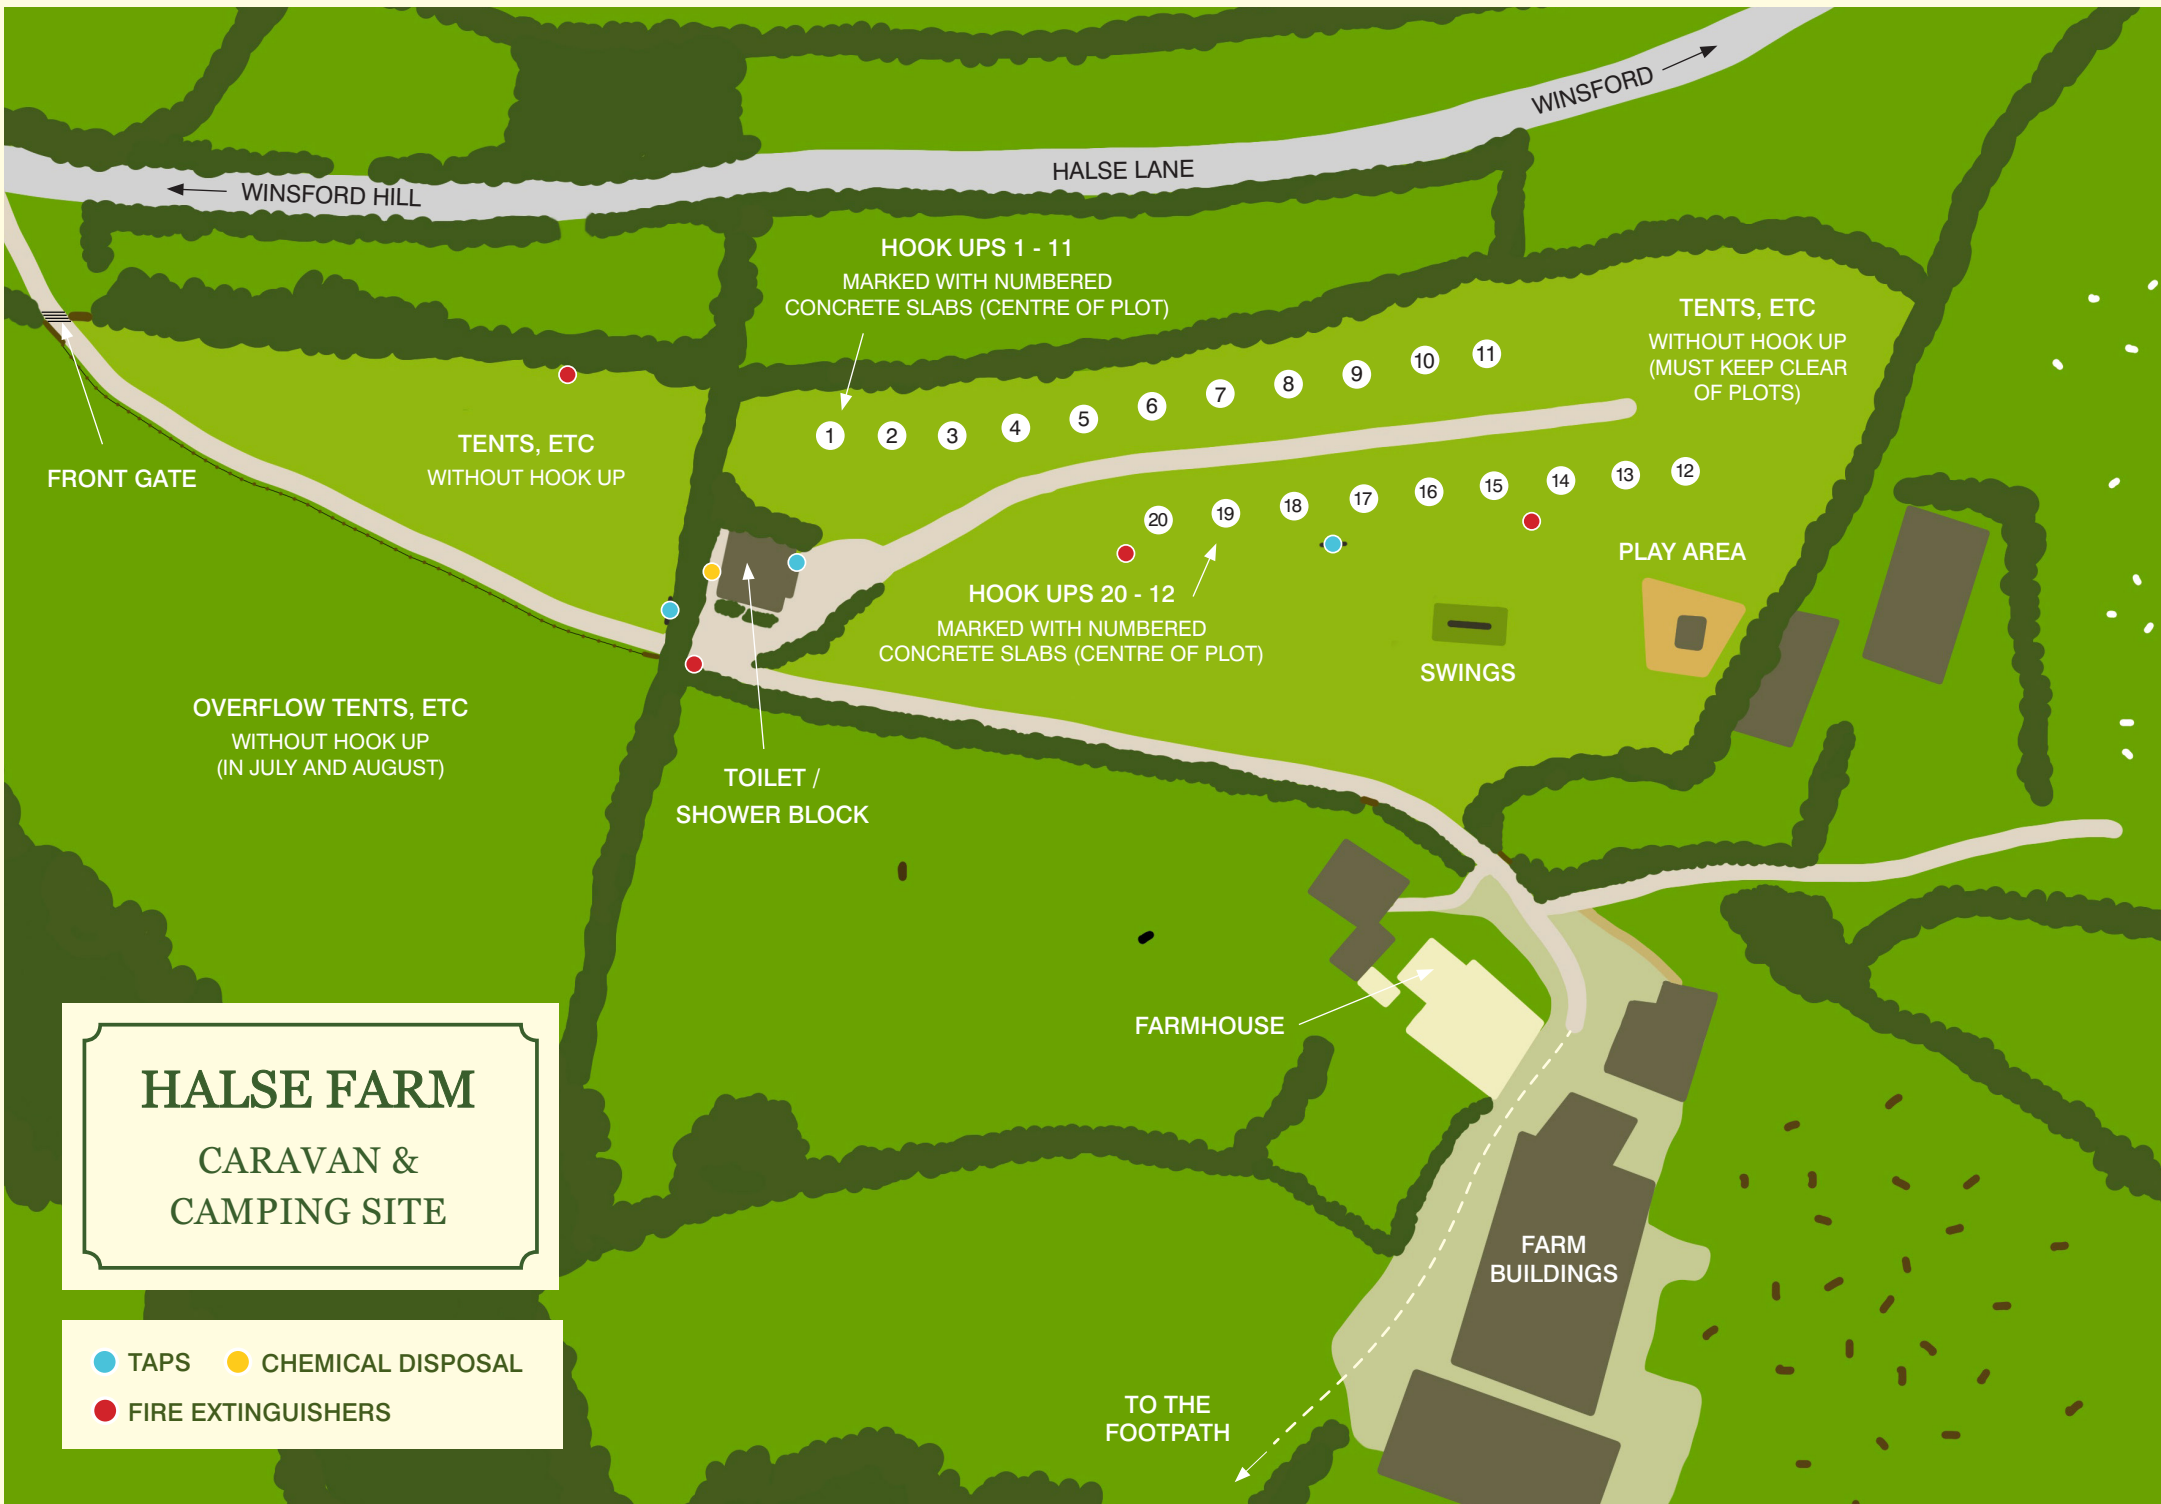 WINSFORD
HALSE LANE
WINSFORD HILL
HOOK UPS 1 - 11
MARKED WITH NUMBERED
CONCRETE SLABS (CENTRE OF PLOT)
TENTS, ETC
WITHOUT HOOK UP
(MUST KEEP CLEAR
OF PLOTS)
1 2 3 4 5 6 7 8 9 10 11
FRONT GATE
TENTS, ETC
WITHOUT HOOK UP
20 19 18 17 16 15 14 13 12
PLAY AREA
HOOK UPS 20 - 12
MARKED WITH NUMBERED
CONCRETE SLABS (CENTRE OF PLOT)
SWINGS
OVERFLOW TENTS, ETC
WITHOUT HOOK UP
(IN JULY AND AUGUST)
TOILET /
SHOWER BLOCK
FARMHOUSE
HALSE FARM
CARAVAN &
CAMPING SITE
FARM
BUILDINGS
TAPS
CHEMICAL DISPOSAL
FIRE EXTINGUISHERS
TO THE
FOOTPATH